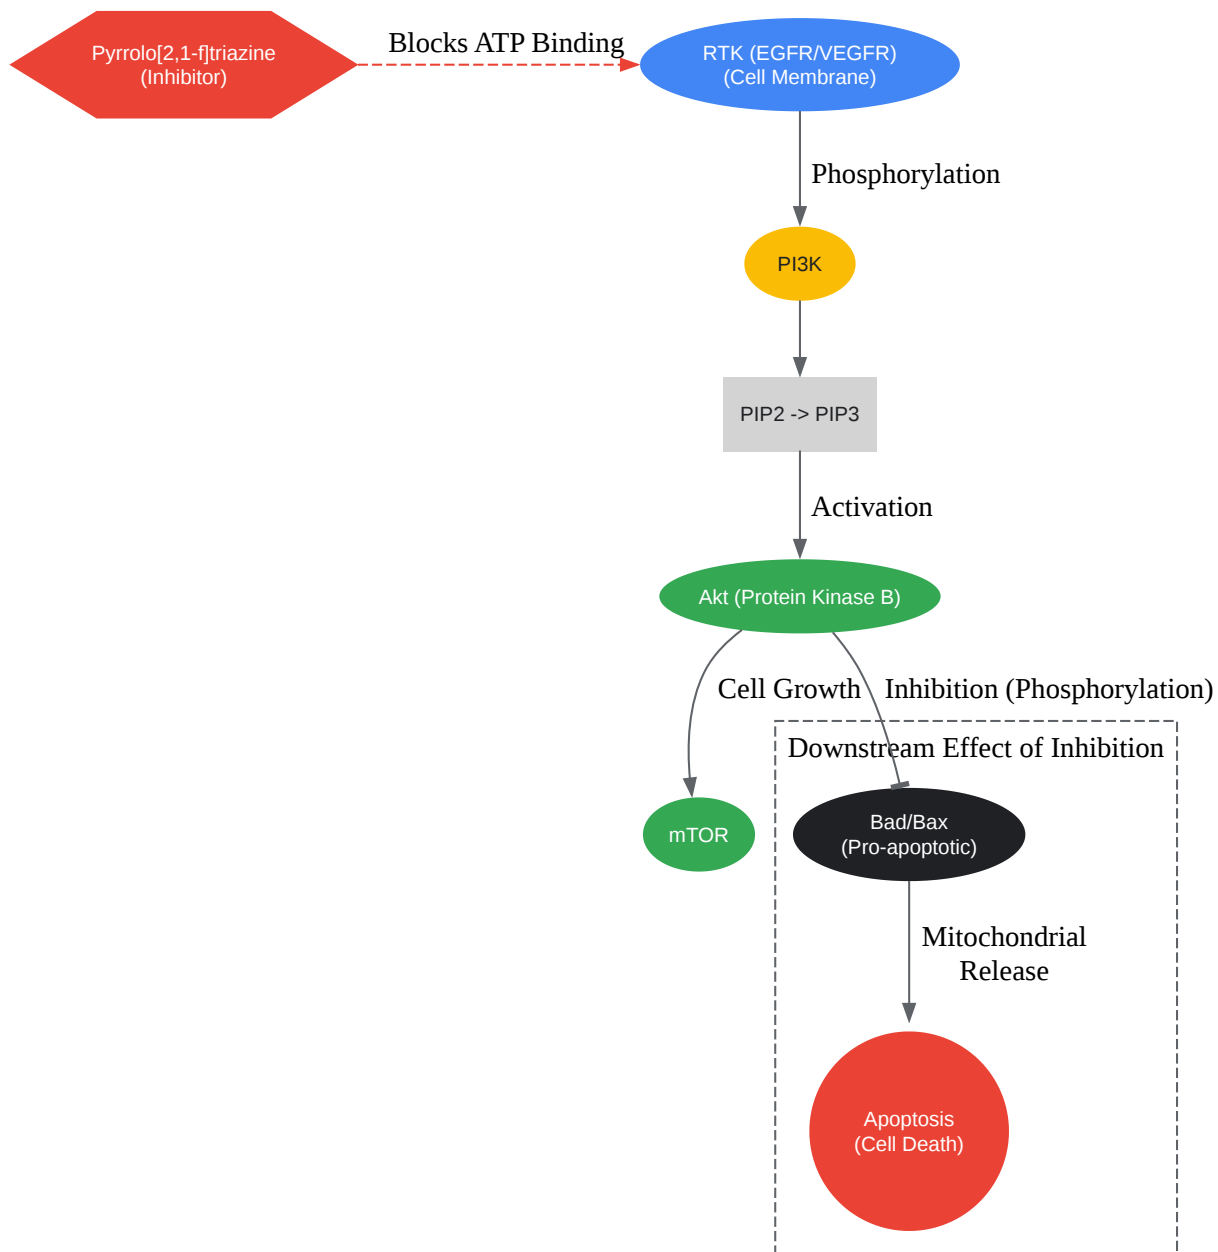 Pyrrolo[2,1-f]triazine
(Inhibitor)
Blocks ATP Binding
RTK (EGFR/VEGFR)
(Cell Membrane)
Phosphorylation
PI3K
PIP2 -> PIP3
Activation
Akt (Protein Kinase B)
Cell Growth
Inhibition (Phosphorylation)
Downstream Effect of Inhibition
mTOR
Bad/Bax
(Pro-apoptotic)
Mitochondrial
Release
Apoptosis
(Cell Death)